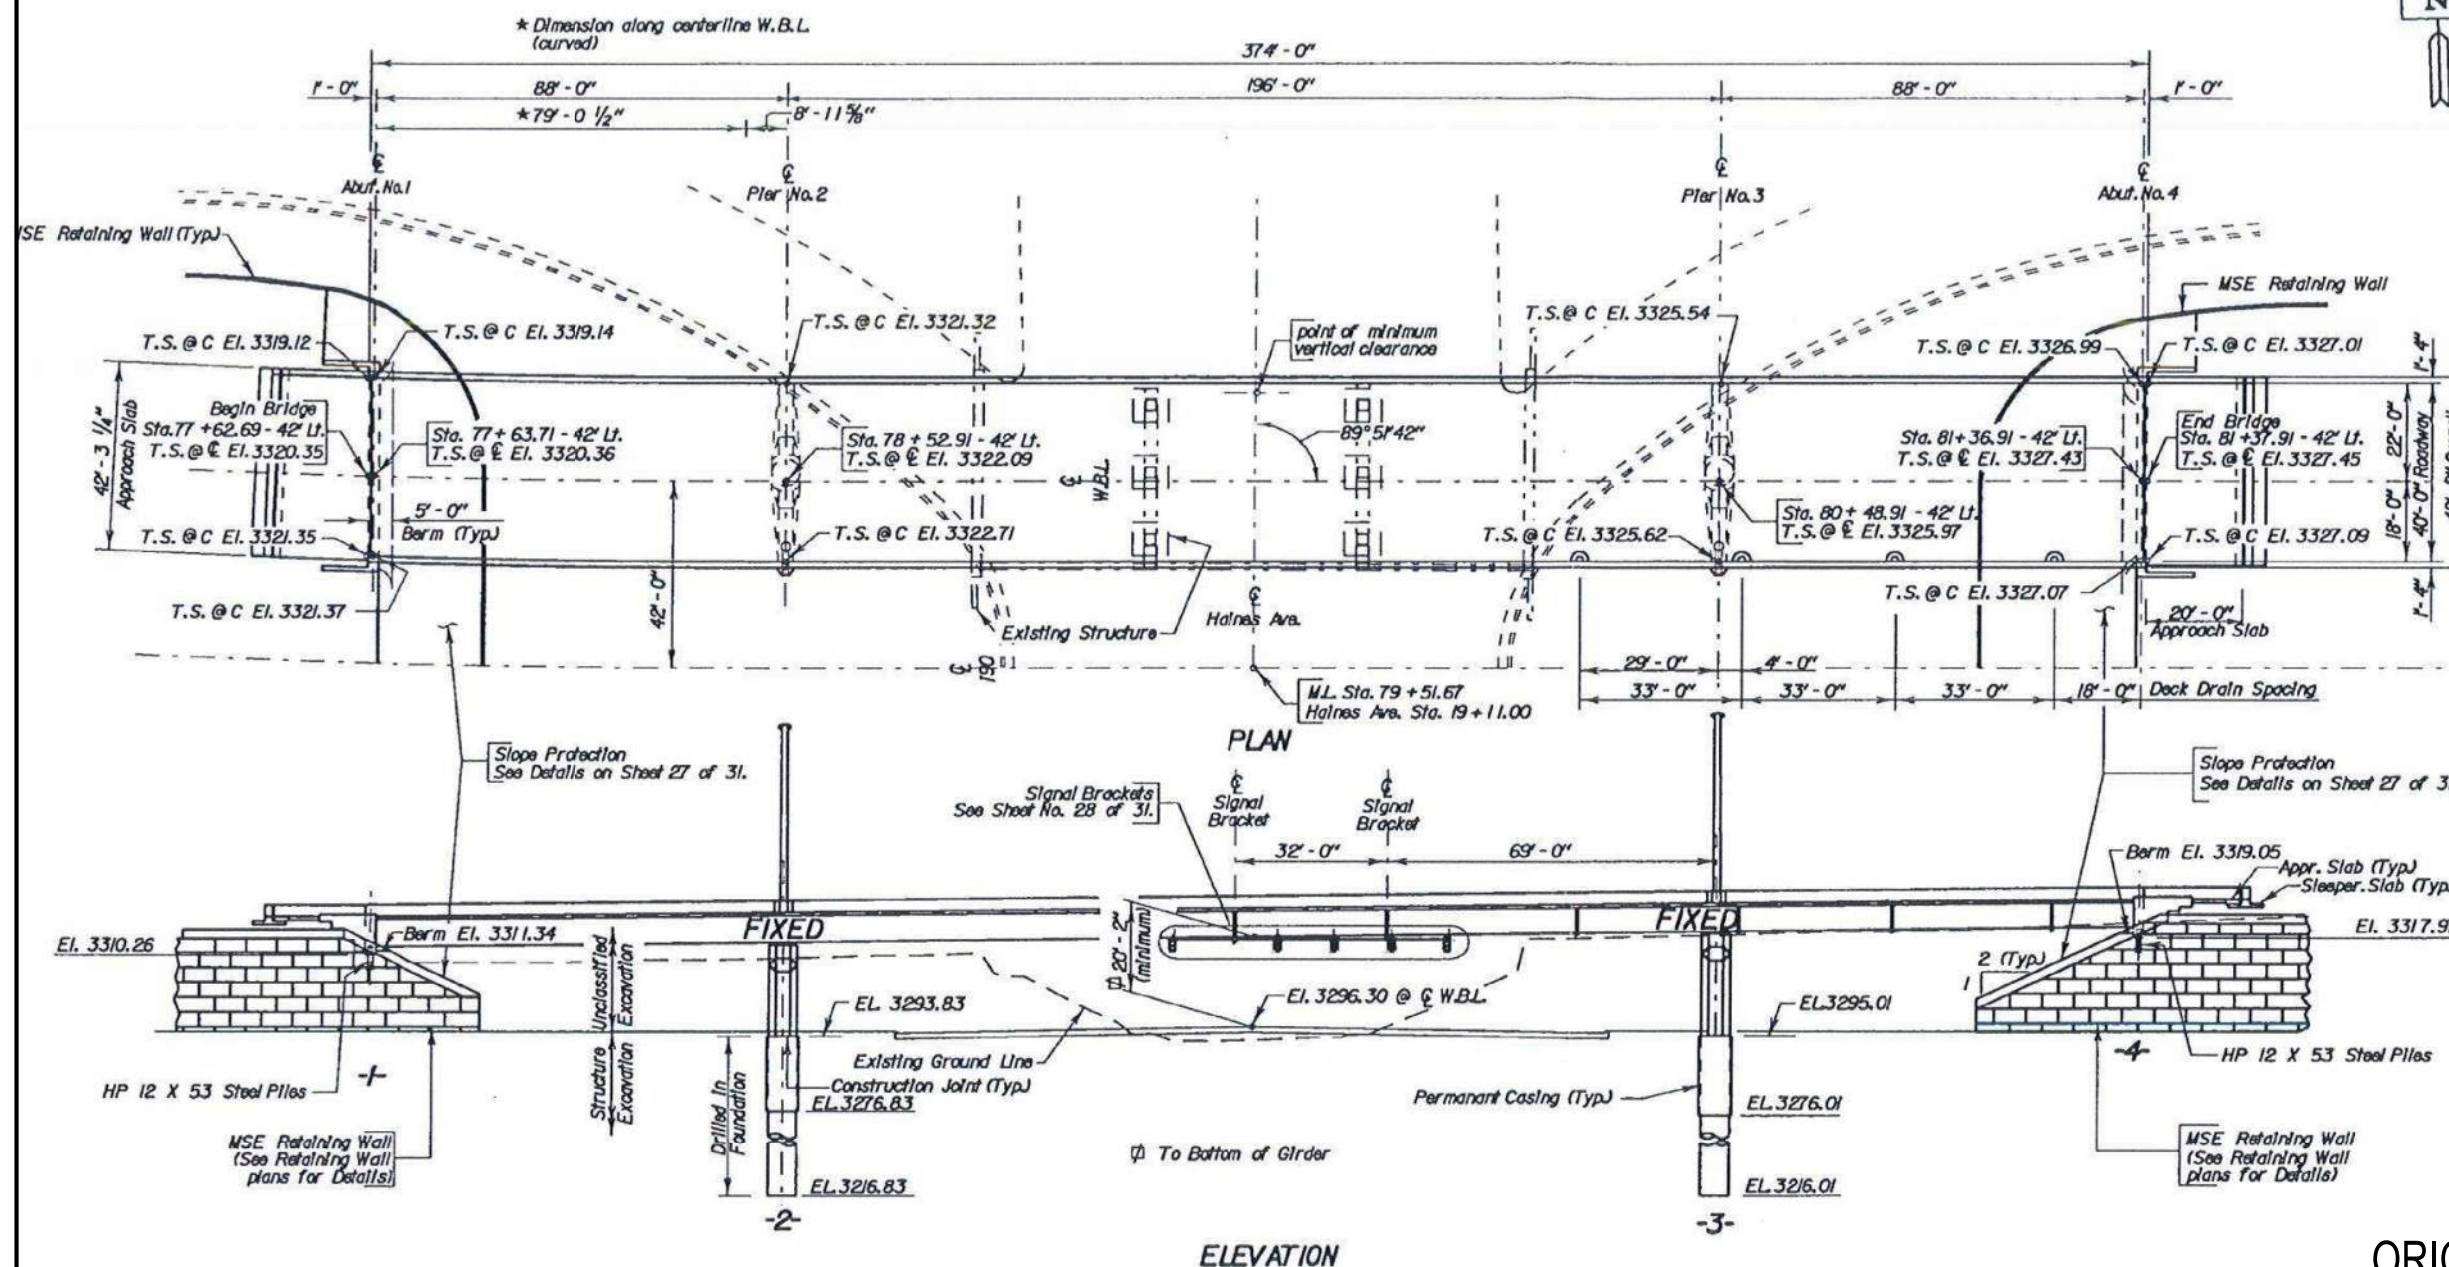 * Dimension along centerline W.B.L.
(curved)
N
374'-0"
1'-0"
88'-0"
196'-0"
88'-0"
1'-0"
*79'-0 1/2"
8'-11 5/8"
℄
Abut. No. 1
℄
Pier No. 2
℄
Pier No. 3
℄
Abut. No. 4
SE Retaining Wall (Typ.)
MSE Retaining Wall
T.S. @ C El. 3319.12
T.S. @ C El. 3319.14
T.S. @ C El. 3321.32
point of minimum
vertical clearance
T.S. @ C El. 3325.54
T.S. @ C El. 3326.99
T.S. @ C El. 3327.01
1'-4"
42'-3 1/4"
Approach Slab
Begin Bridge
Sta. 77 + 62.69 - 42' Lt.
T.S. @ ℄ El. 3320.35
Sta. 77 + 63.71 - 42' Lt.
T.S. @ ℄ El. 3320.36
Sta. 78 + 52.91 - 42' Lt.
T.S. @ ℄ El. 3322.09
℄
W.B.L.
89°51'42"
Sta. 81 + 36.91 - 42' Lt.
T.S. @ ℄ El. 3327.43
End Bridge
Sta. 81 + 37.91 - 42' Lt.
T.S. @ ℄ El. 3327.45
22'-0"
18'-0"
40'-0" Roadway
5'-0"
Berm (Typ.)
T.S. @ C El. 3321.35
T.S. @ C El. 3322.71
Sta. 80 + 48.91 - 42' Lt.
T.S. @ ℄ El. 3325.97
T.S. @ C El. 3325.62
T.S. @ C El. 3327.09
T.S. @ C El. 3321.37
42'-0"
T.S. @ C El. 3327.07
1'-4"
Existing Structure
℄
Haines Ave.
20'-0"
Approach Slab
℄
190
M.L. Sta. 79 + 51.67
Haines Ave. Sta. 19 + 11.00
29'-0"
4'-0"
33'-0"
33'-0"
33'-0"
18'-0"
Deck Drain Spacing
PLAN
Slope Protection
See Details on Sheet 27 of 31.
Signal Brackets
See Sheet No. 28 of 31.
℄
Signal
Bracket
℄
Signal
Bracket
Slope Protection
See Details on Sheet 27 of 3
32'-0"
69'-0"
Berm El. 3319.05
Appr. Slab (Typ.)
Sleeper Slab (Typ.
El. 3310.26
Berm El. 3311.34
FIXED
20'-2"
(minimum)
FIXED
El. 3317.9
2 (Typ.)
1
Unclassified
Excavation
EL. 3293.83
El. 3296.30 @ ℄ W.B.L.
EL. 3295.01
Structure
Excavation
Drilled In
Foundation
Existing Ground Line
Construction Joint (Typ.)
-1-
HP 12 X 53 Steel Piles
-4-
HP 12 X 53 Steel Piles
EL. 3276.83
Permanant Casing (Typ.)
EL. 3276.01
MSE Retaining Wall
(See Retaining Wall
plans for Details)
To Bottom of Girder
MSE Retaining Wall
(See Retaining Wall
plans for Details)
EL. 3216.83
EL. 3216.01
-2-
-3-
ELEVATION
ORIG